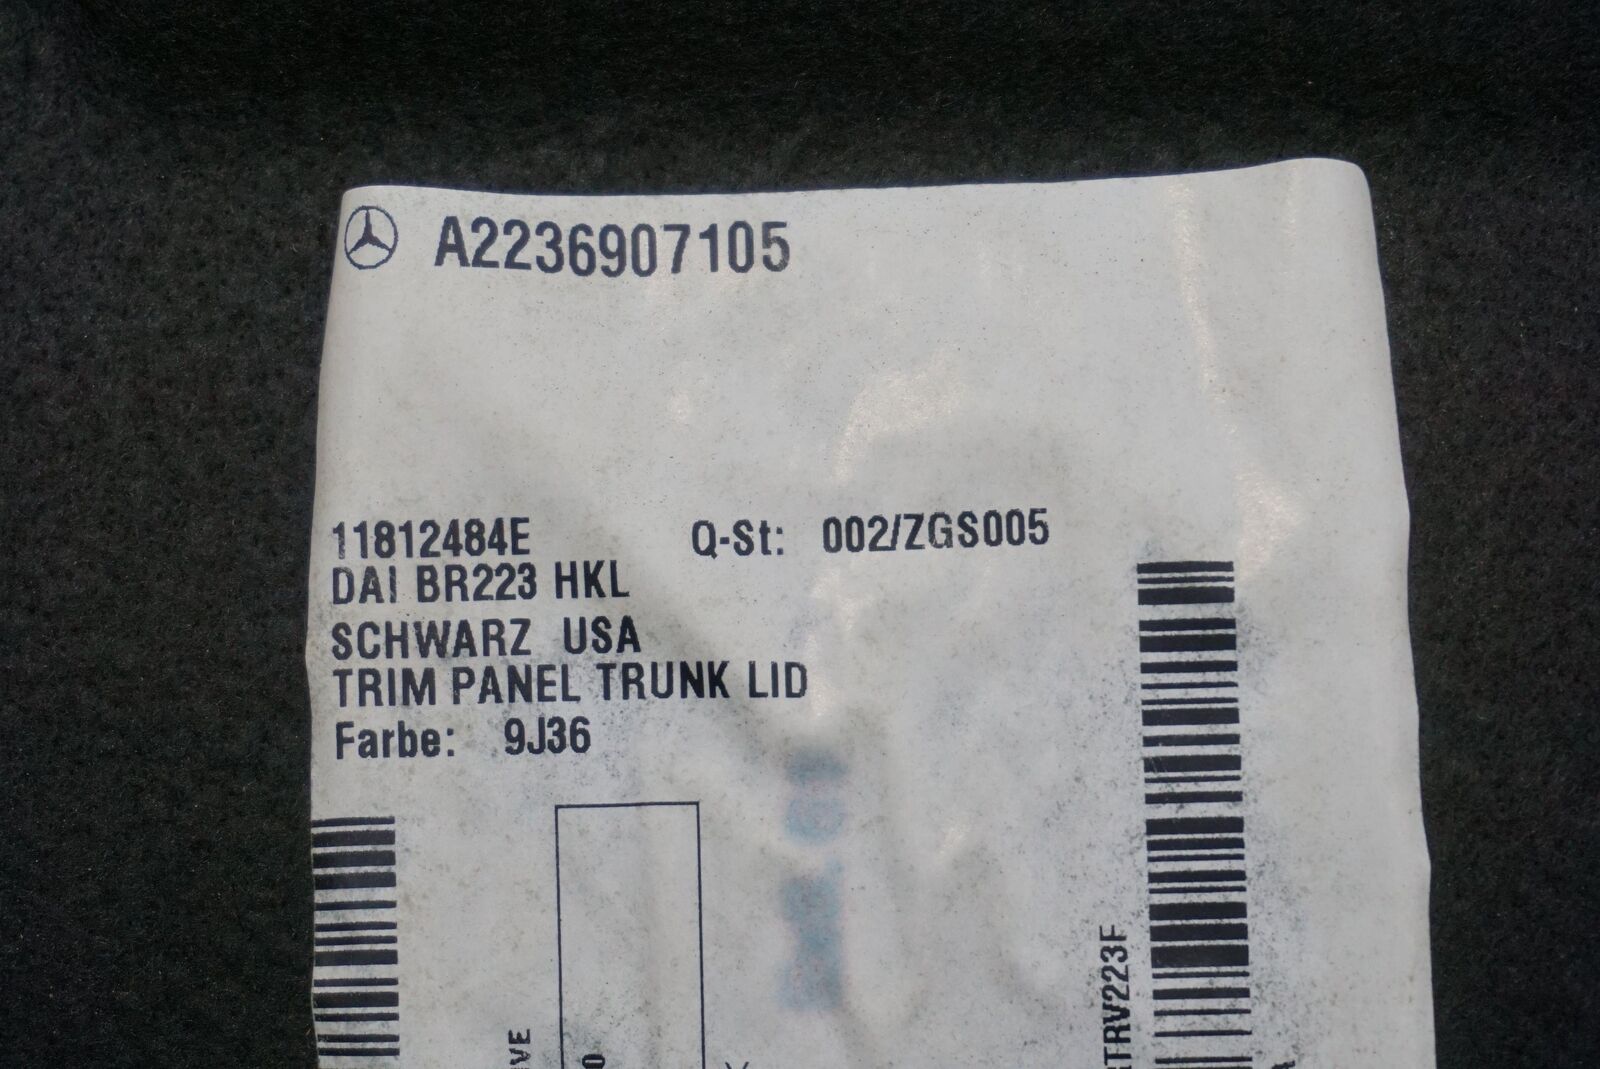 A2236907105
11812484E Q-St: 002/ZGS005
DAI BR223 HKL
SCHWARZ USA
TRIM PANEL TRUNK LID
Farbe: 9J36